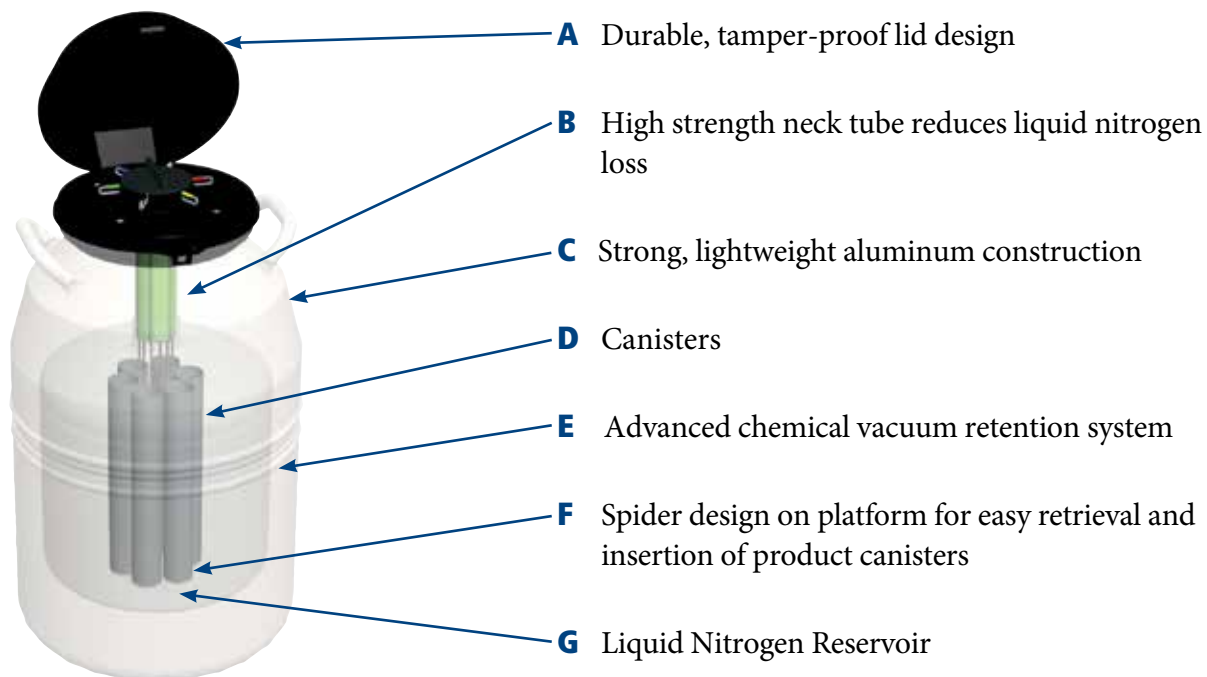 A Durable, tamper-proof lid design
B High strength neck tube reduces liquid nitrogen
loss
C Strong, lightweight aluminum construction
D Canisters
E Advanced chemical vacuum retention system
F Spider design on platform for easy retrieval and
insertion of product canisters
G Liquid Nitrogen Reservoir